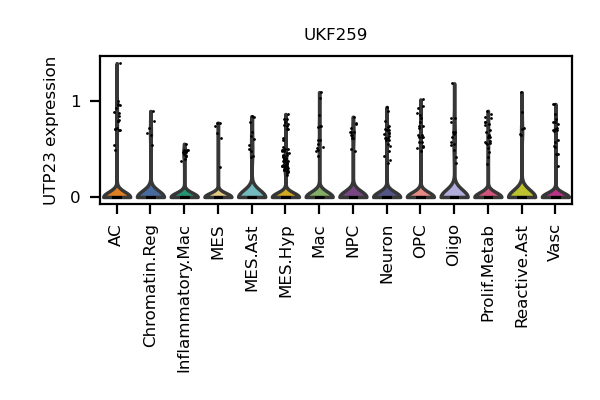 UKF259
UTP23 expression
1
0
AC
Chromatin.Reg
Inflammatory.Mac
MES
MES.Ast
MES.Hyp
Mac
NPC
Neuron
OPC
Oligo
Prolif.Metab
Reactive.Ast
Vasc